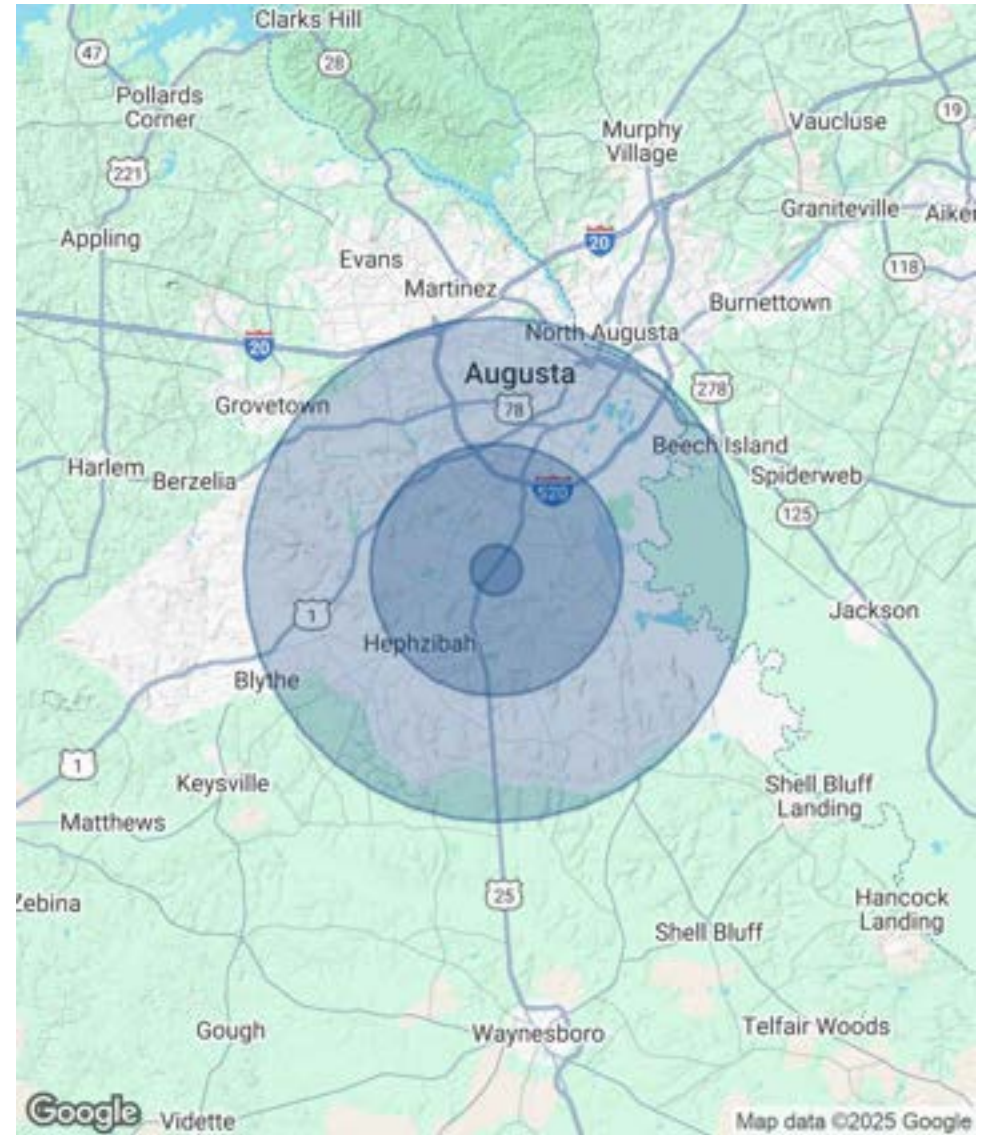 Clarks Hill
47
28
Pollards
Corner
Vaucluse
19
Murphy
Village
221
Graniteville
Aiken
Appling
20
Evans
118
Martinez
Burnettown
North Augusta
20
Augusta
278
Grovetown
78
Beech Island
Harlem
Berzelia
Spiderweb
520
125
1
Jackson
Hephzibah
Blythe
1
Keysville
Shell Bluff
Landing
Matthews
25
Hancock
Landing
Zebina
Shell Bluff
Gough
Waynesboro
Telfair Woods
Google
Vidette
Map data ©2025 Google